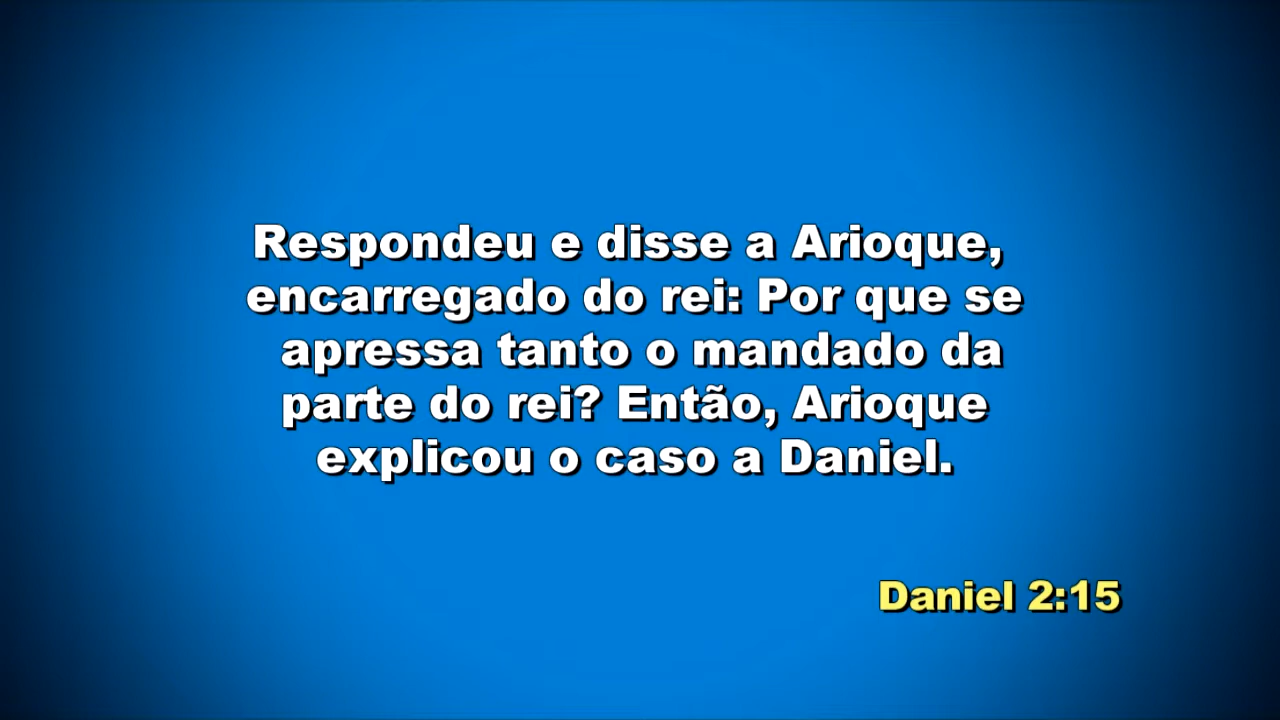 Respondeu e disse a Arioque,
encarregado do rei: Por que se
apressa tanto o mandado da
parte do rei? Então, Arioque
explicou o caso a Daniel.
Daniel 2:15